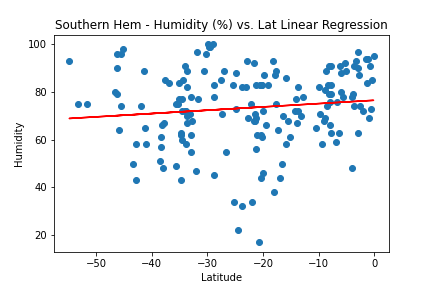 Southern Hem - Humidity (%) vs. Lat Linear Regression
100
80
60
40
20
Humidity
−50 −40 −30 −20 −10 0
Latitude